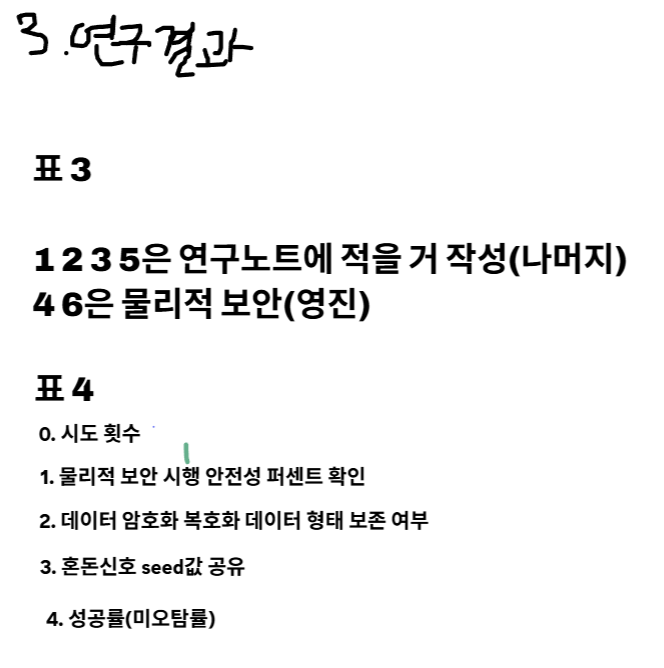 3. 연구결과
표 3
1 2 3 5은 연구노트에 적을 거 작성(나머지)
4 6은 물리적 보안(영진)
표 4
0. 시도 횟수
1. 물리적 보안 시행 안전성 퍼센트 확인
2. 데이터 암호화 복호화 데이터 형태 보존 여부
3. 혼돈신호 seed값 공유
4. 성공률(미오탐률)